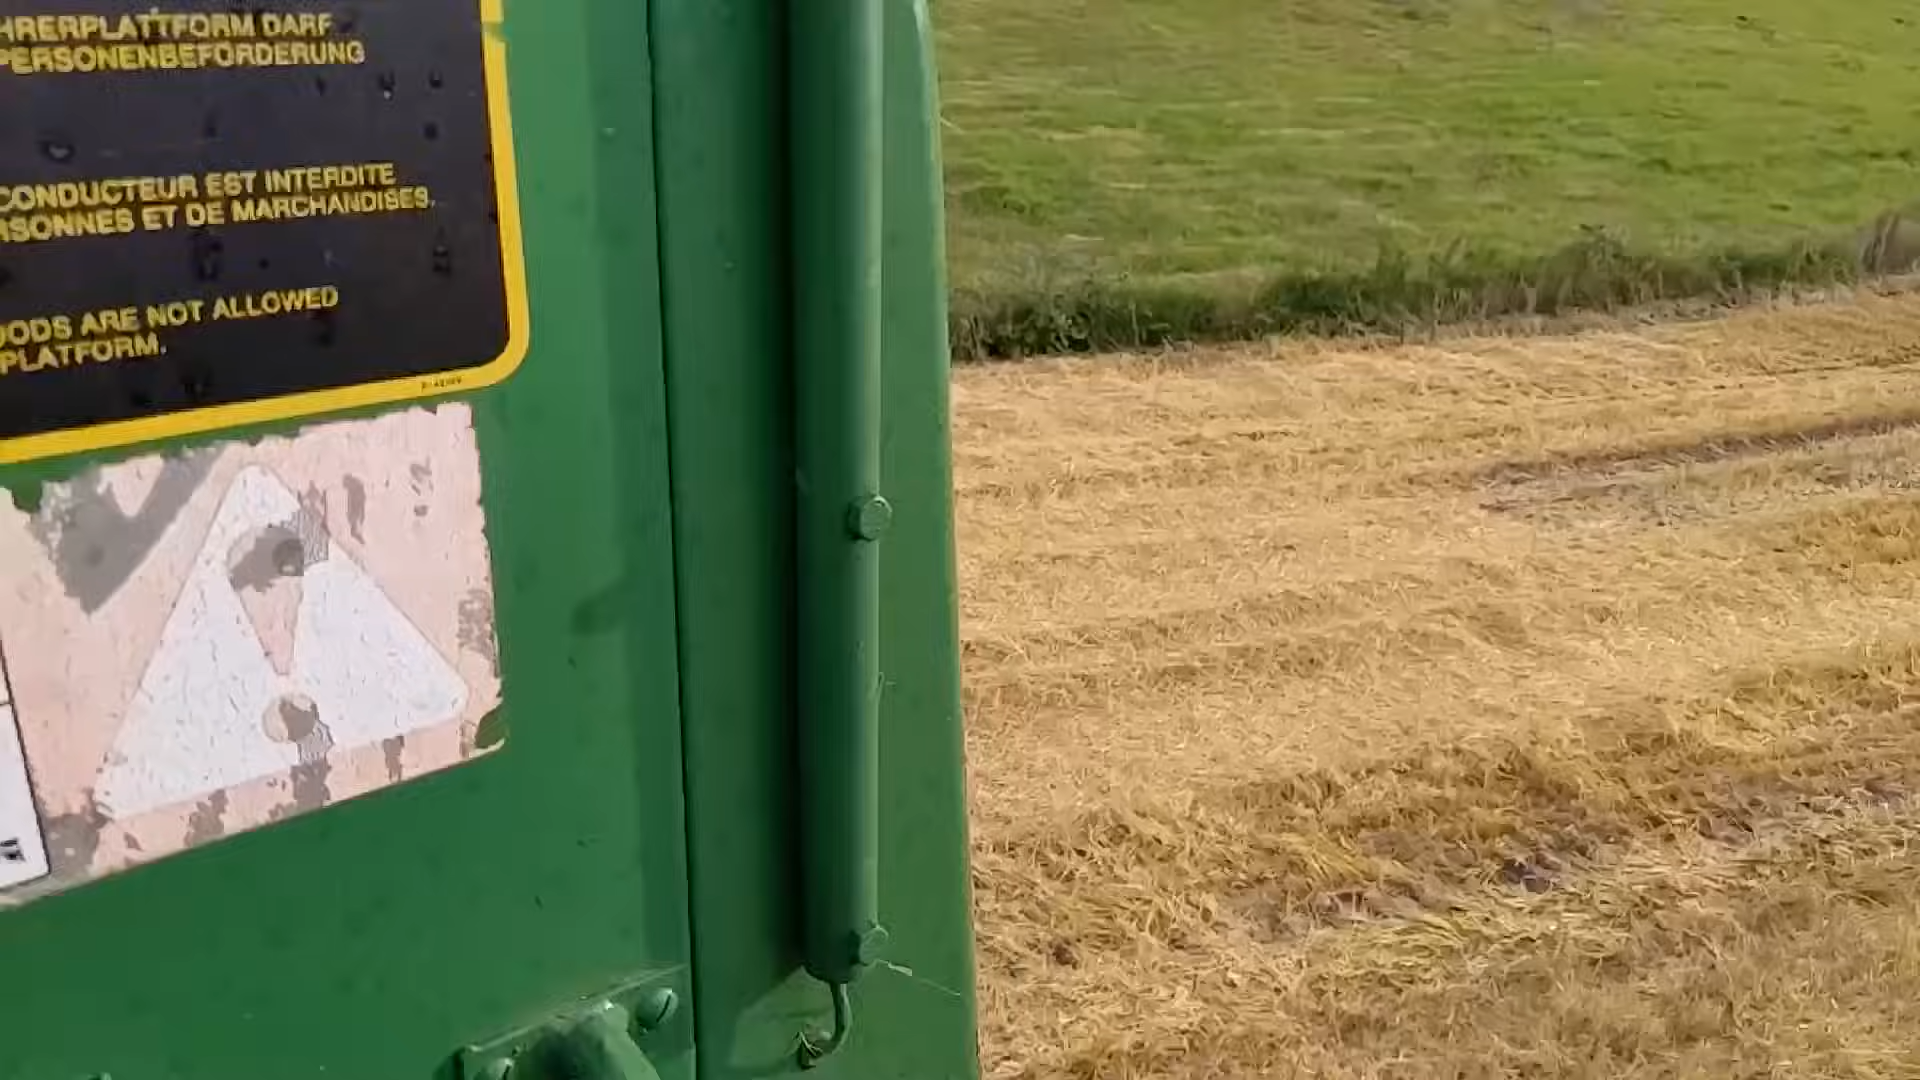 HRERPLATTFORM DARF
PERSONENBEFÖRDERUNG
CONDUCTEUR EST INTERDITE
RSONNES ET DE MARCHANDISES.
OODS ARE NOT ALLOWED
PLATFORM.